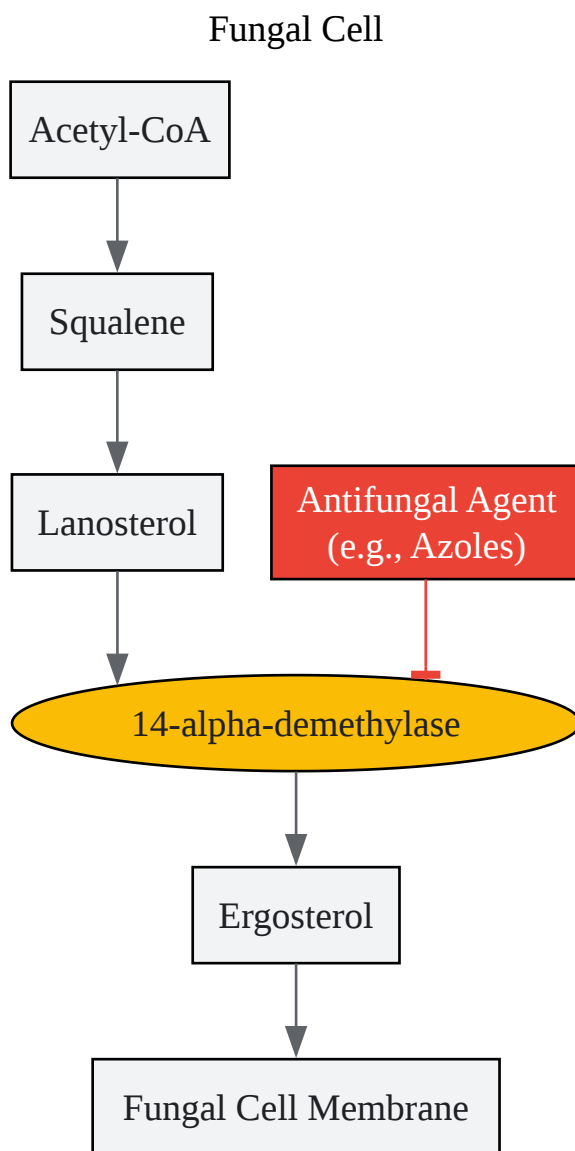 Fungal Cell
Acetyl-CoA
Squalene
Lanosterol
Antifungal Agent
(e.g., Azoles)
14-alpha-demethylase
Ergosterol
Fungal Cell Membrane